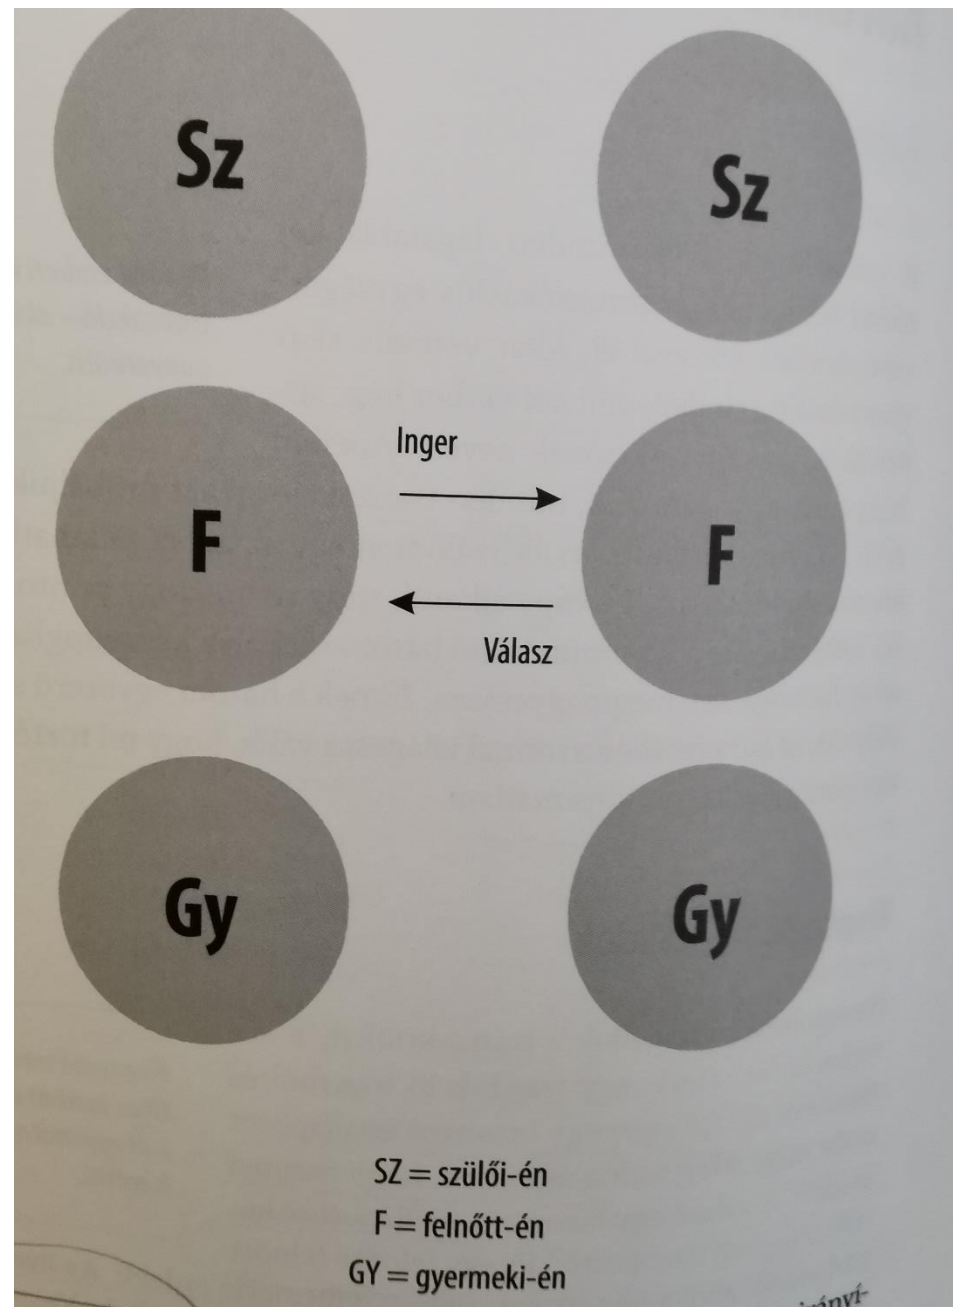 Sz Sz
Inger
F F
Válasz
Gy Gy
SZ = szülői-én
F = felnőtt-én
GY = gyermeki-én